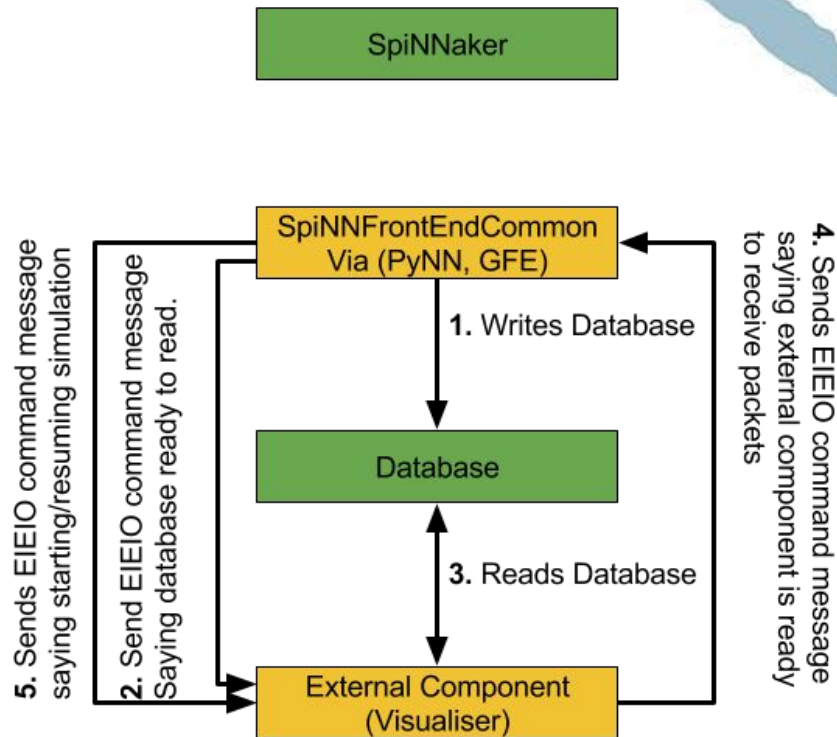 SpiNNaker
SpiNNFrontEndCommon
Via (PyNN, GFE)
1. Writes Database
Database
3. Reads Database
External Component
(Visualiser)
5. Sends EIEIO command message
saying starting/resuming simulation
2. Send EIEIO command message
Saying database ready to read.
4. Sends EIEIO command message
saying external component is ready
to receive packets